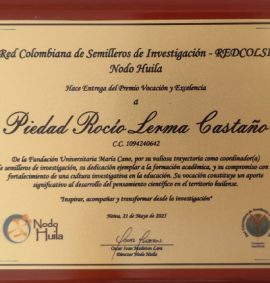 Red Colombiana de Semilleros de Investigación - REDCOLSI
Nodo Huila
Hace Entrega del Premio Vocación y Excelencia
a
Piedad Rocío Lerma Castaño
C.C. 1094240642
De la Fundación Universitaria María Cano, por su valiosa trayectoria como coordinador(a)
de semilleros de investigación, su dedicación ejemplar a la formación académica, y su compromiso con el
fortalecimiento de una cultura investigativa en la educación. Su vocación constituye un aporte
significativo al desarrollo del pensamiento científico en el territorio huilense.
"Inspirar, acompañar y transformar desde la investigación"
Neiva, 21 de Mayo de 2025
Nodo
Huila
Oscar Ivan Medeiros Lara
Director Nodo Huila